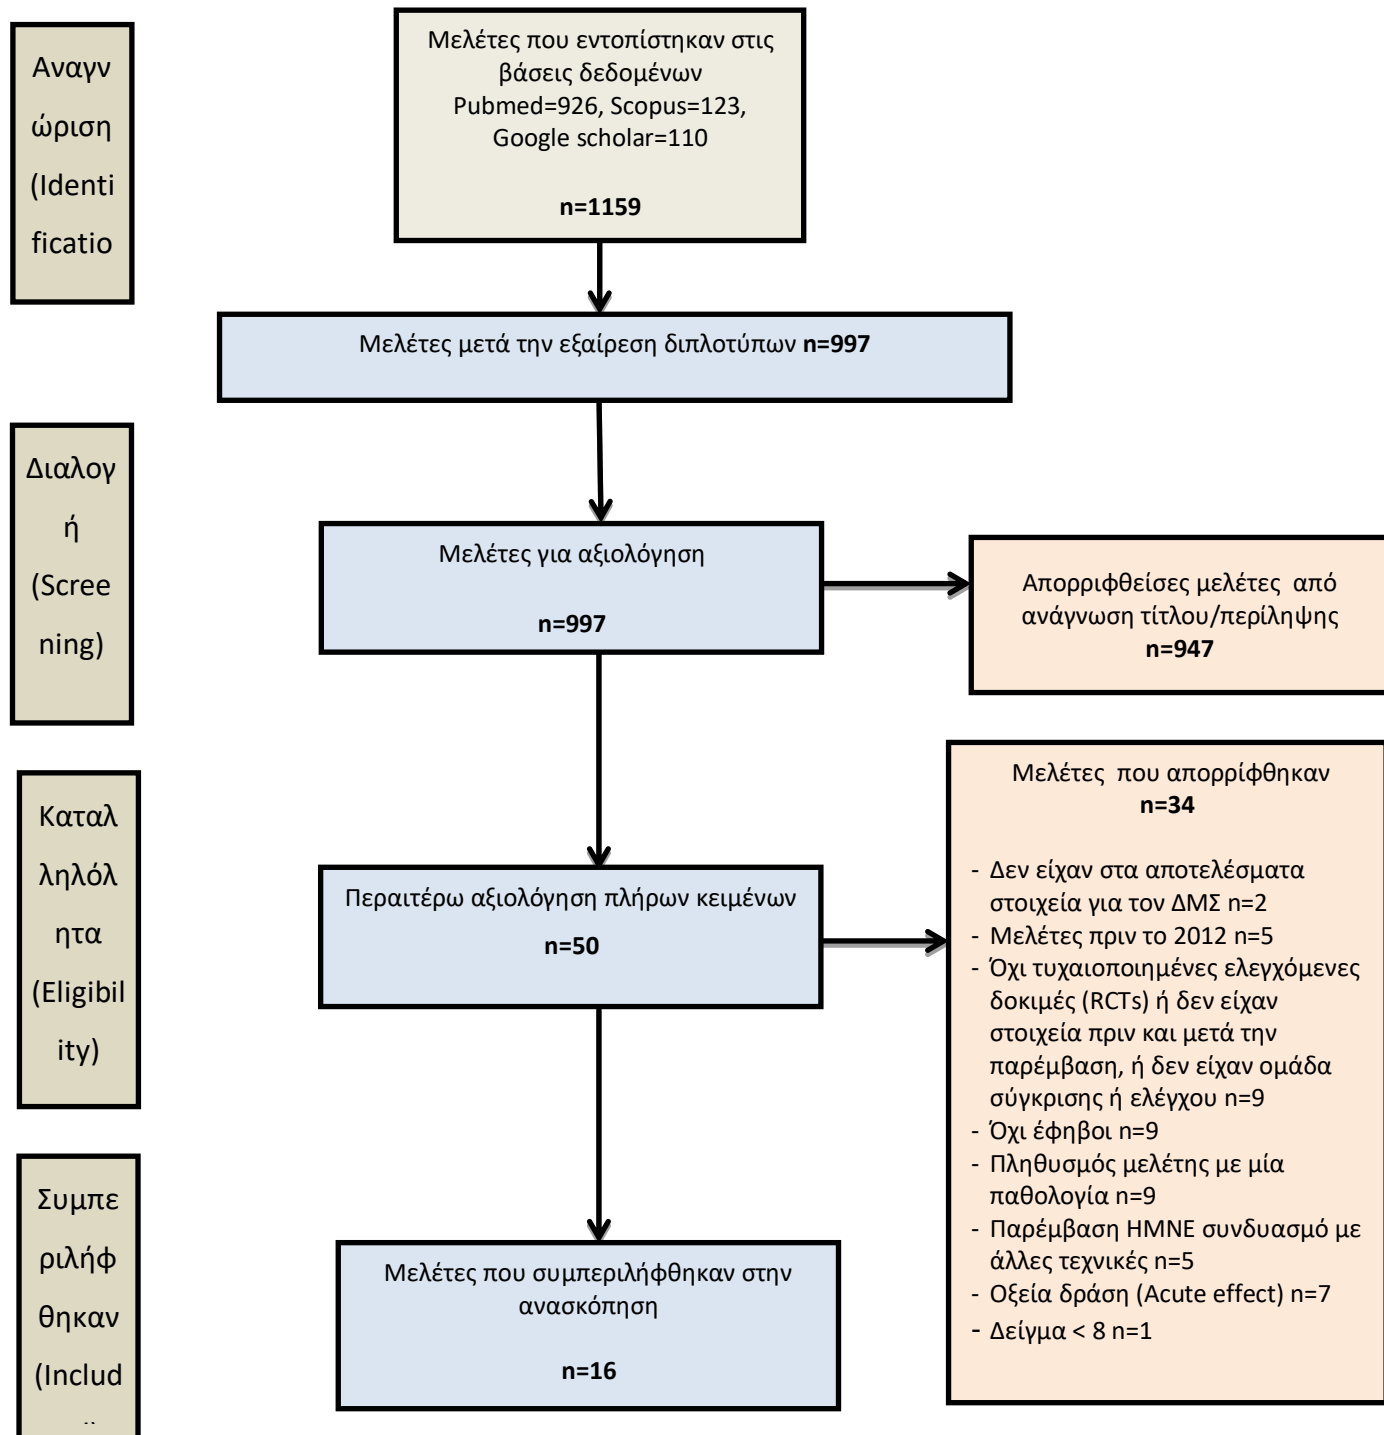 Αναγν
ώριση
(Identi
ficatio
Μελέτες που εντοπίστηκαν στις
βάσεις δεδομένων
Pubmed=926, Scopus=123,
Google scholar=110
n=1159
Μελέτες μετά την εξαίρεση διπλοτύπων n=997
Διαλογ
ή
(Scree
ning)
Μελέτες για αξιολόγηση
n=997
Απορριφθείσες μελέτες από
ανάγνωση τίτλου/περίληψης
n=947
Καταλ
ληλόλ
ητα
(Eligibil
ity)
Περαιτέρω αξιολόγηση πλήρων κειμένων
n=50
Μελέτες που απορρίφθηκαν
n=34
- Δεν είχαν στα αποτελέσματα
στοιχεία για τον ΔΜΣ n=2
- Μελέτες πριν το 2012 n=5
- Όχι τυχαιοποιημένες ελεγχόμενες
δοκιμές (RCTs) ή δεν είχαν
στοιχεία πριν και μετά την
παρέμβαση, ή δεν είχαν ομάδα
σύγκρισης ή ελέγχου n=9
- Όχι έφηβοι n=9
- Πληθυσμός μελέτης με μία
παθολογία n=9
- Παρέμβαση ΗΜΝΕ συνδυασμό με
άλλες τεχνικές n=5
- Οξεία δράση (Acute effect) n=7
- Δείγμα < 8 n=1
Συμπε
ριλήφ
θηκαν
(Includ
Μελέτες που συμπεριλήφθηκαν στην
ανασκόπηση
n=16